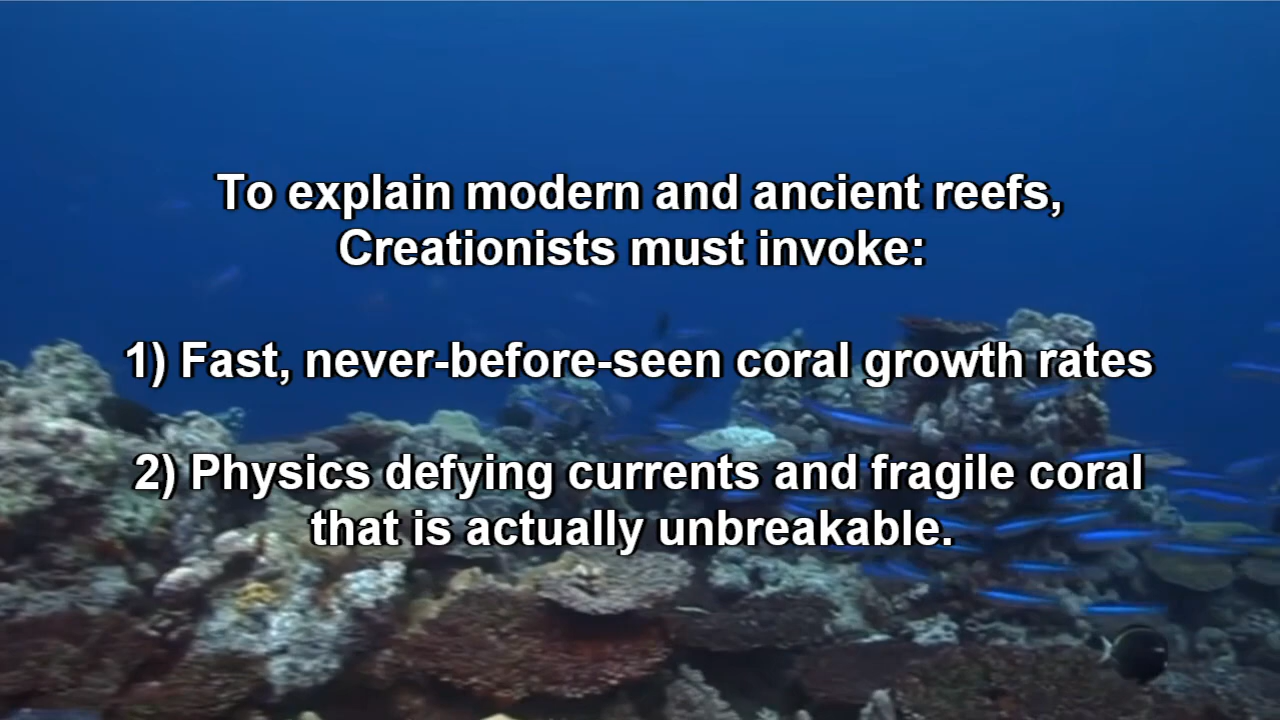 To explain modern and ancient reefs,
Creationists must invoke:
1) Fast, never-before-seen coral growth rates
2) Physics defying currents and fragile coral
that is actually unbreakable.